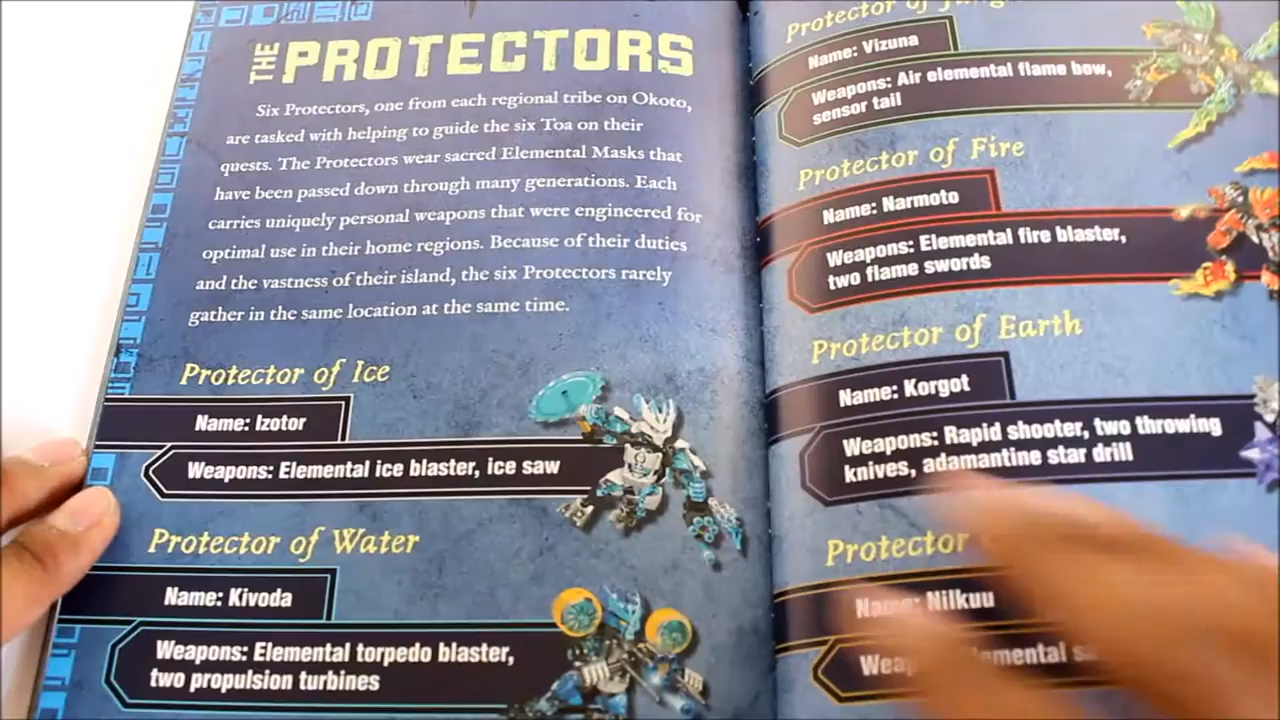 THE PROTECTORS
Six Protectors, one from each regional tribe on Okoto,
are tasked with helping to guide the six Toa on their
quests. The Protectors wear sacred Elemental Masks that
have been passed down through many generations. Each
carries uniquely personal weapons that were engineered for
optimal use in their home regions. Because of their duties
and the vastness of their island, the six Protectors rarely
gather in the same location at the same time.
Protector of Ice
Name: Izotor
Weapons: Elemental ice blaster, ice saw
Protector of Water
Name: Kivoda
Weapons: Elemental torpedo blaster,
two propulsion turbines
Protector of
Name: Vizuna
Weapons: Air elemental flame bow,
sensor tail
Protector of Fire
Name: Narmoto
Weapons: Elemental fire blaster,
two flame swords
Protector of Earth
Name: Korgot
Weapons: Rapid shooter, two throwing
knives, adamantine star drill
Protector
Name: Nilkuu